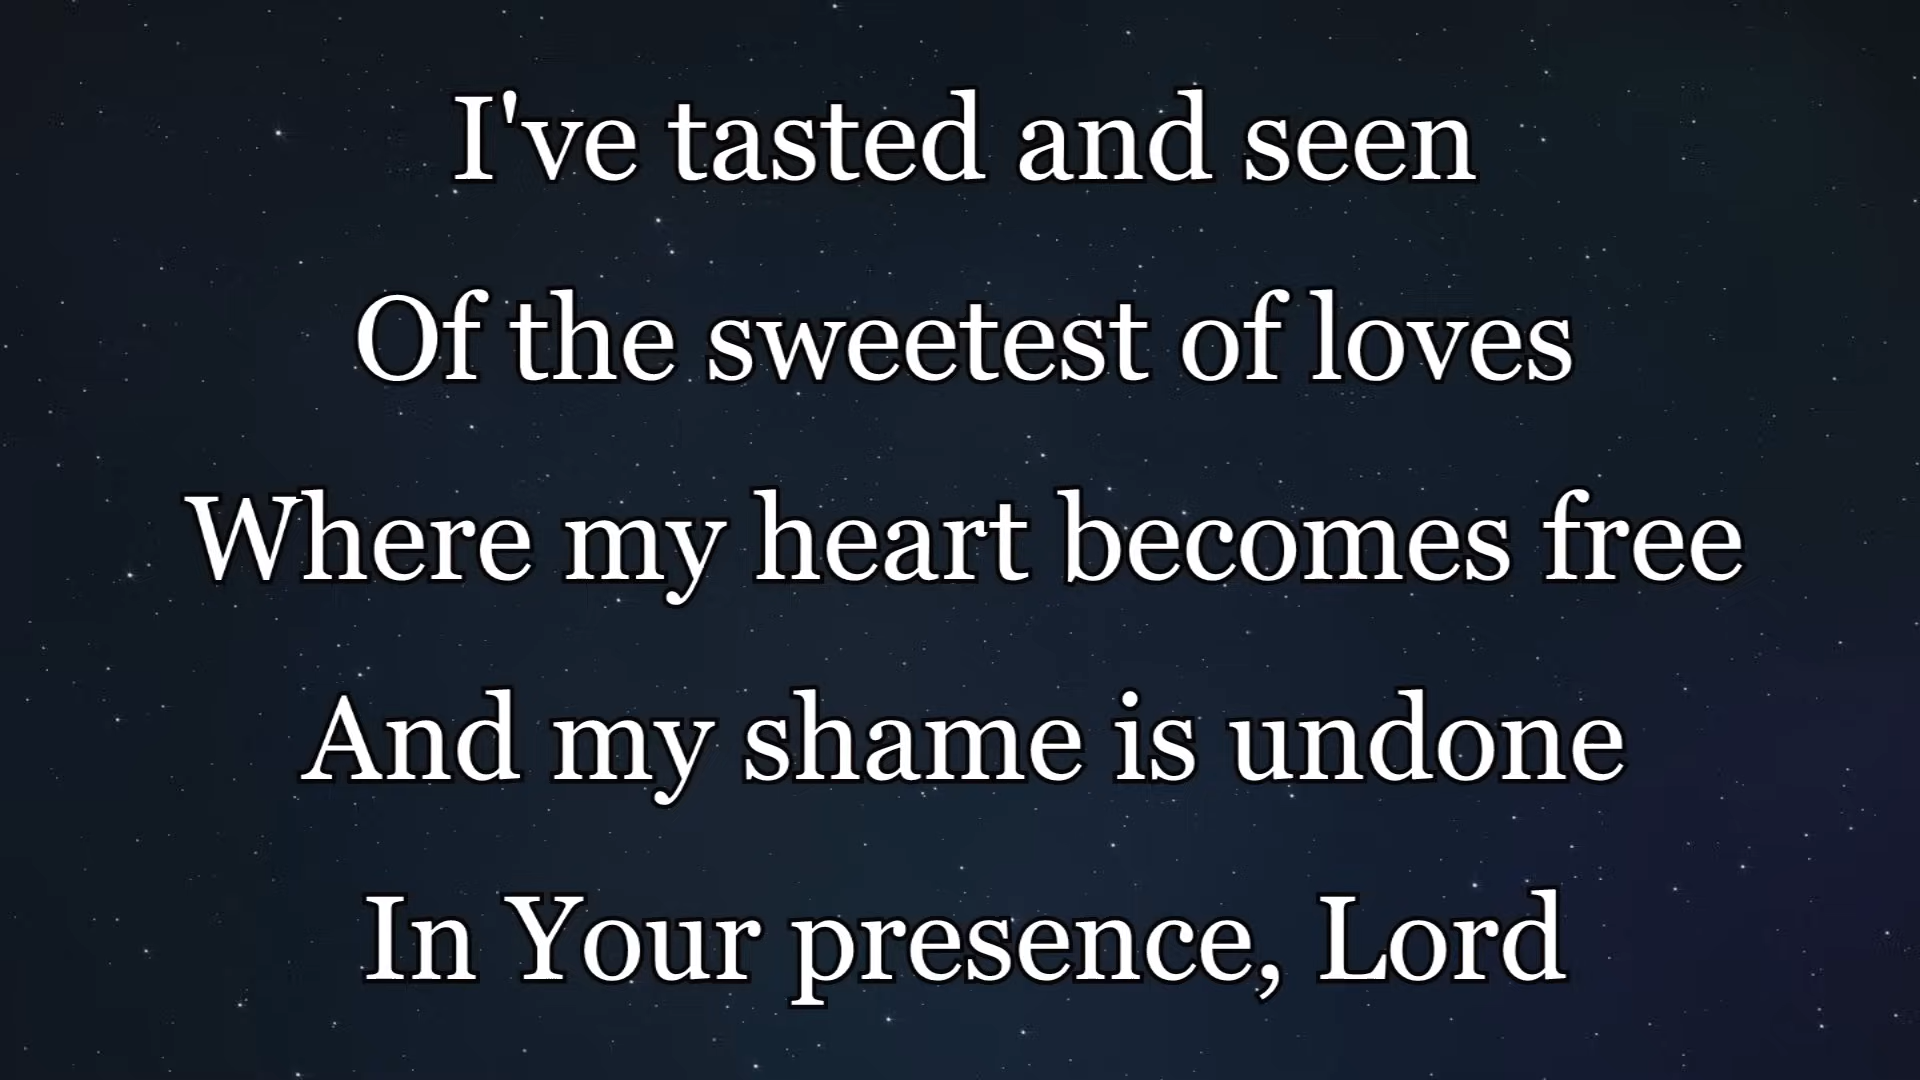 I've tasted and seen
Of the sweetest of loves
Where my heart becomes free
And my shame is undone
In Your presence, Lord